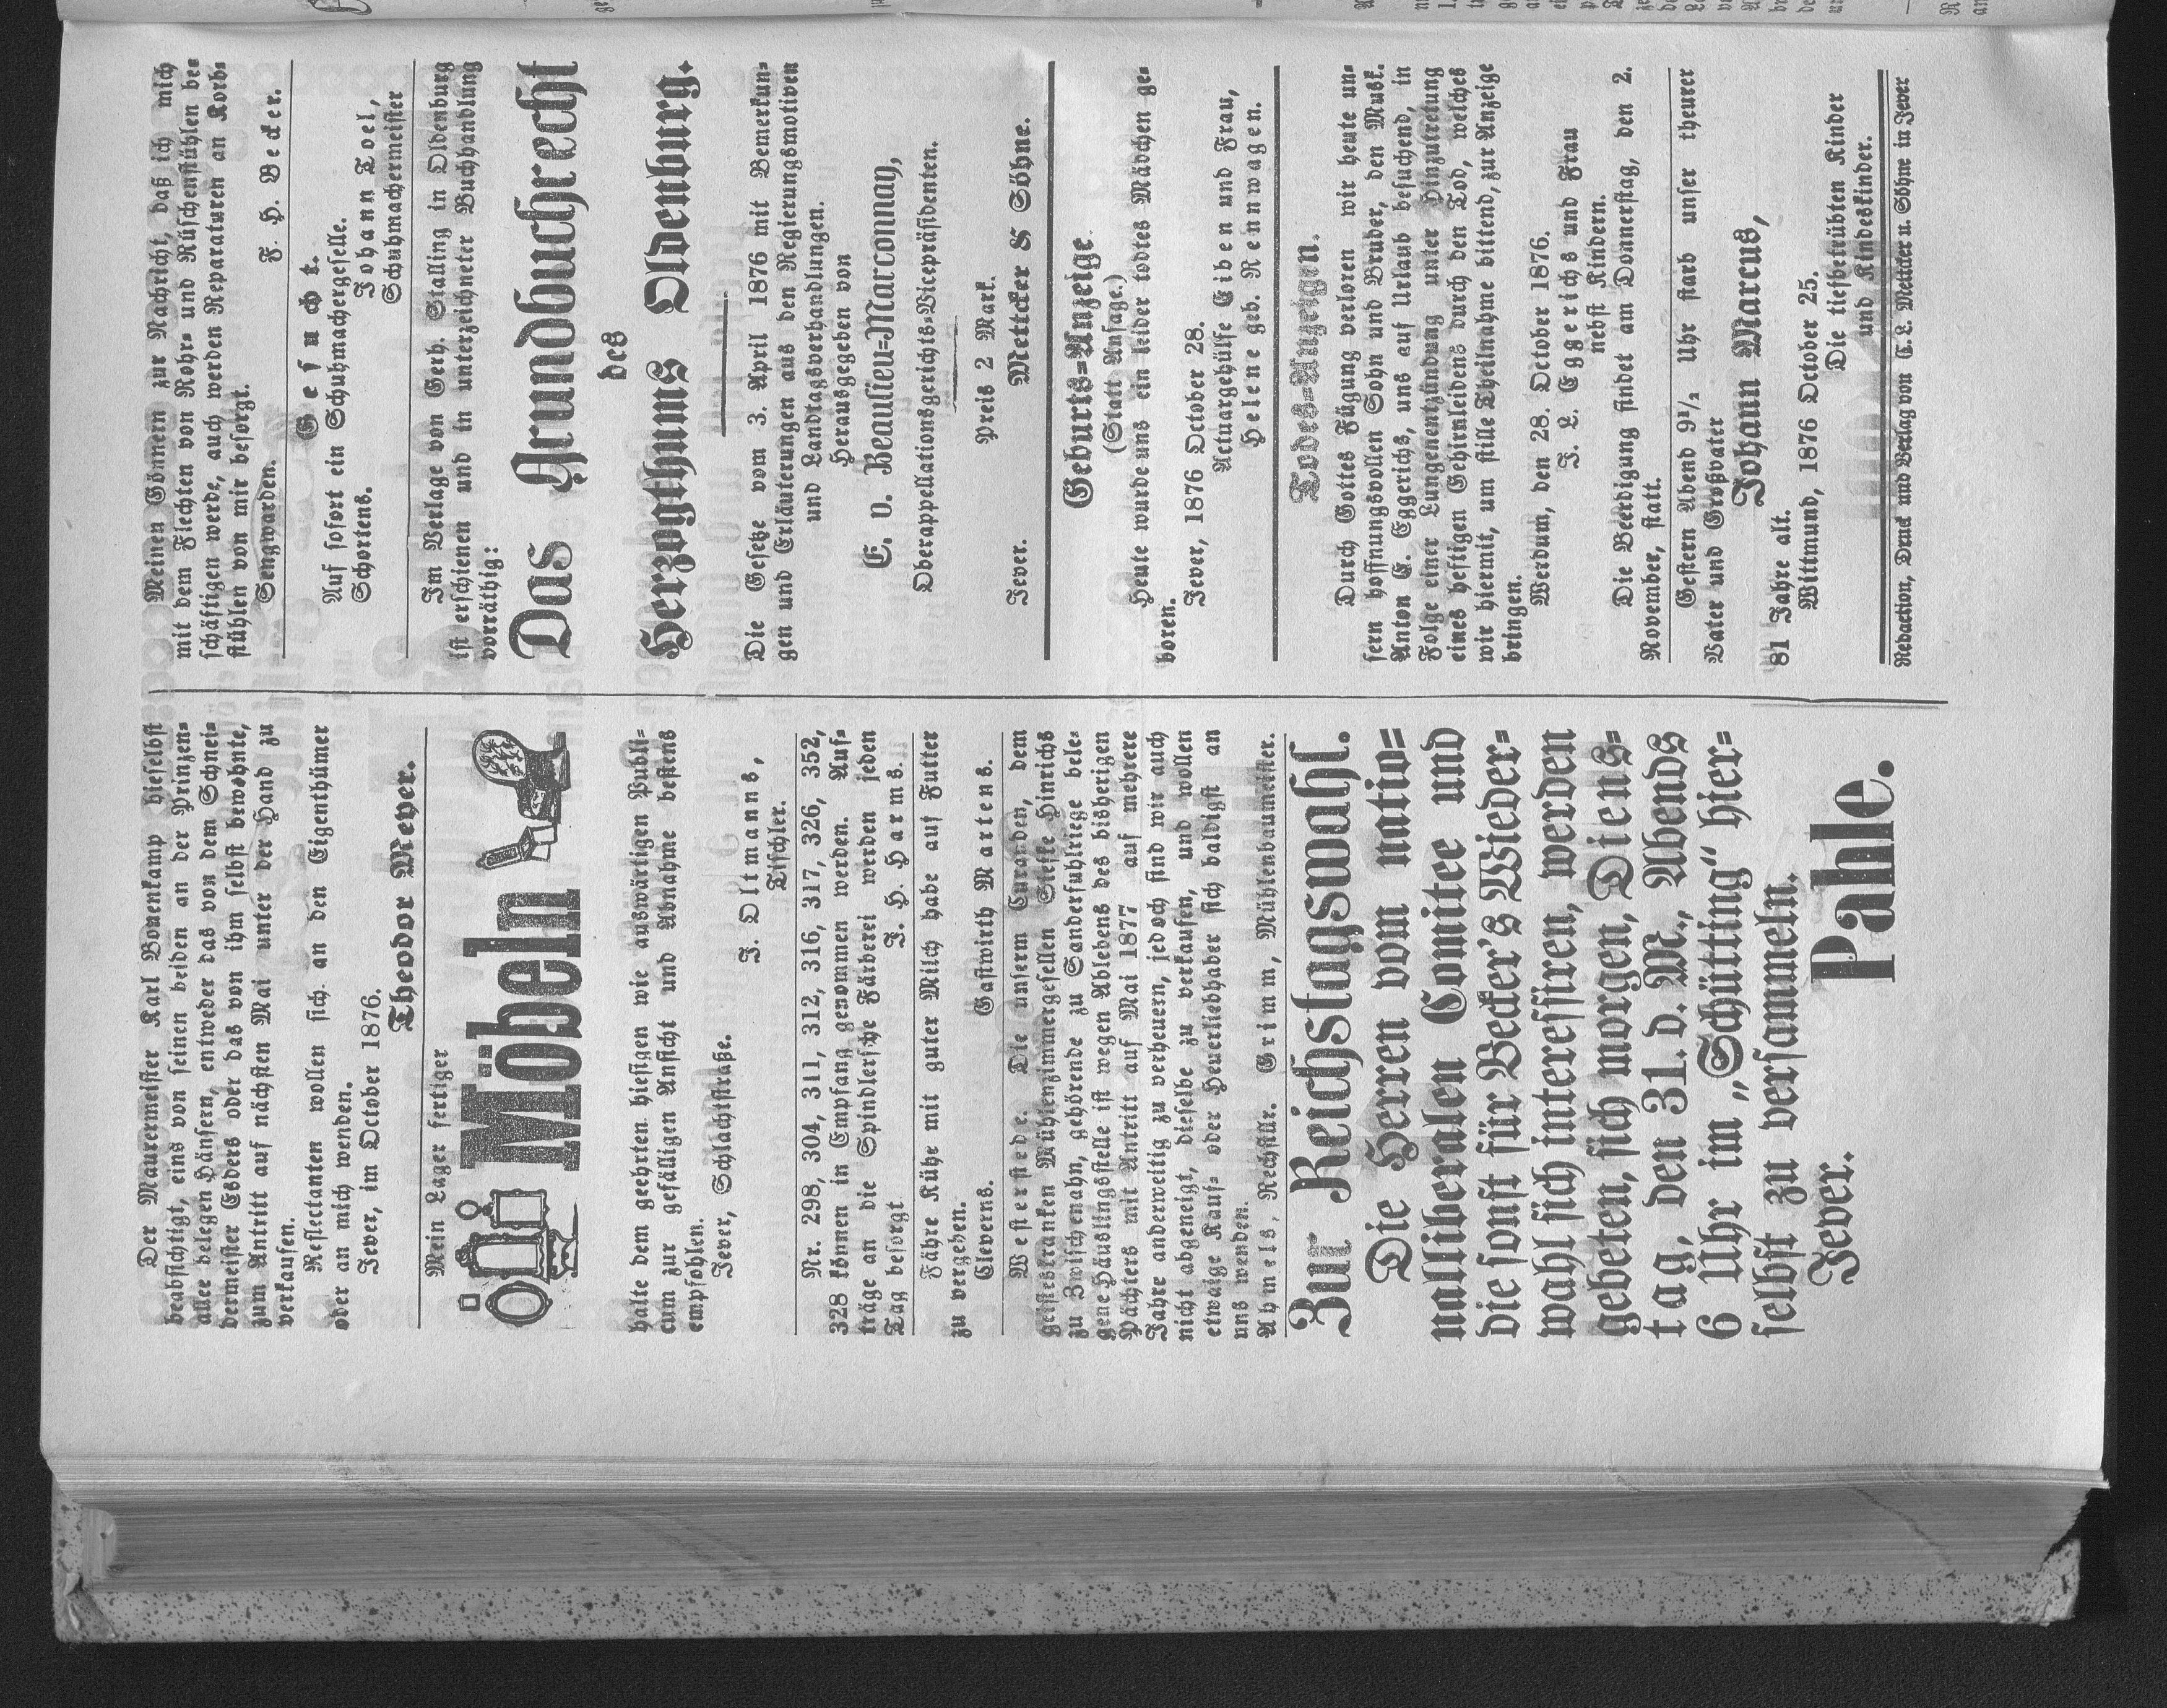 Der Maurermeister Karl Bomenkamp hieselbst
beabsichtigt, eins von seinen beiden an der Prinzen-
allee belegen Häusern, entweder das von dem Schnei-
dermeister Esders oder das von ihm selbst bewohnte,
zum Antritt auf nächsten Mai unter der Hand zu
verkaufen.
Reflectanten wollen sich an den Eigenthümer
oder an mich wenden.
Jever, im October 1876.
Theodor Meyer.
Mein Lager fertiger
Möbeln
halte dem geehrten hiesigen wie auswärtigen Publi-
cum zur gefälligen Ansicht und Abnahme bestens
empfohlen.
Jever, Schlachtstraße.
J. Oltmanns,
Tischler.
Nr. 298, 304, 311, 312, 316, 317, 326, 352,
328 können in Empfang genommen werden. Auf-
träge an die Spindlersche Färberei werden jeden
Tag besorgt.
J. H. Harms.
Fähre Kühe mit guter Milch habe auf Futter
zu vergeben.
Cleverns. Gastwirth Martens.
Westerstede. Die unserm Curanden, dem
geisteskranken Mühlenzimmergesellen Siefke Hinrichs
zu Zwischenahn, gehörende zu Sanderfuhlriege bele-
gene Häuslingsstelle ist wegen Ablebens des bisherigen
Pächters mit Antritt auf Mai 1877 auf mehrere
Jahre anderweitig zu verheuern, jedoch sind wir auch
nicht abgeneigt, dieselbe zu verkaufen, und wollen
etwaige Kauf- oder Heuerliebhaber sich baldigst an
uns wenden.
Ahmels, Rechstllr. Grimm, Mühlenbaumeister.
Zur Reichstagswahl.
Die Herren vom natio-
nalliberalen Comitee und
die sonst für Becker's Wieder-
wahl sich interessiren, werden
gebeten, sich morgen, Diens-
tag, den 31. d. M., Abends
6 Uhr im „Schütting" hier-
selbst zu versammeln.
Jever. Pahle.
Meinen Gönnern zur Nachricht, daß ich mich
mit dem Flechten von Rohr- und Rüschenstühlen be-
schäftigen werde, auch werden Reparaturen an Korb-
stühlen von mir besorgt.
Sengwarden. F. H. Becker.
Gesucht.
Auf sofort ein Schuhmachergeselle.
Schortens. Johann Toel,
Schuhmachermeister
Im Verlage von Gerh. Stalling in Oldenburg
ist erschienen und in unterzeichneter Buchhandlung
vorräthig:
Das Grundbuchrecht
des
Herzogthums Oldenburg.
Die Gesetze vom 3. April 1876 mit Bemerkun-
gen und Erläuterungen aus den Regierungsmotiven
und Landtagsverhandlungen.
Herausgegeben von
E. v. Beaulieu-Marconnay,
Oberappellationsgerichts-Vicepräsidenten.
Preis 2 Mark.
Jever. Mettcker & Söhne.
Geburts-Anzeige
(Statt Ansage.)
Heute wurde uns ein leider todtes Mädchen ge-
boren.
Jever, 1876 October 28.
Actuargehülfe Eiben und Frau,
Helene geb. Rennwagen.
Todes-Anzeigen.
Durch Gottes Fügung verloren wir heute un-
sern hoffnungsvollen Sohn und Bruder, den Musk.
Anton E. Eggerichs, uns auf Urlaub besuchend, in
Folge einer Lungenentzündung unter Hinzutretung
eines heftigen Gehirnleidens durch den Tod, welches
wir hiermit, um stille Theilnahme bittend, zur Anzeige
bringen.
Werdum, den 28. October 1876.
J. L. Eggerichs und Frau
nebst Kindern.
Die Beerdigung findet am Donnerstag, den 2.
November, statt.
Gestern Abend 9½ Uhr starb unser theurer
Vater und Großvater
Johann Marcus,
81 Jahre alt.
Wittmund, 1876 October 25.
Die tiefbetrübten Kinder
und Kindeskinder.
Redaction, Druck und Verlag von C. L. Mettcker u. Söhne in Jever